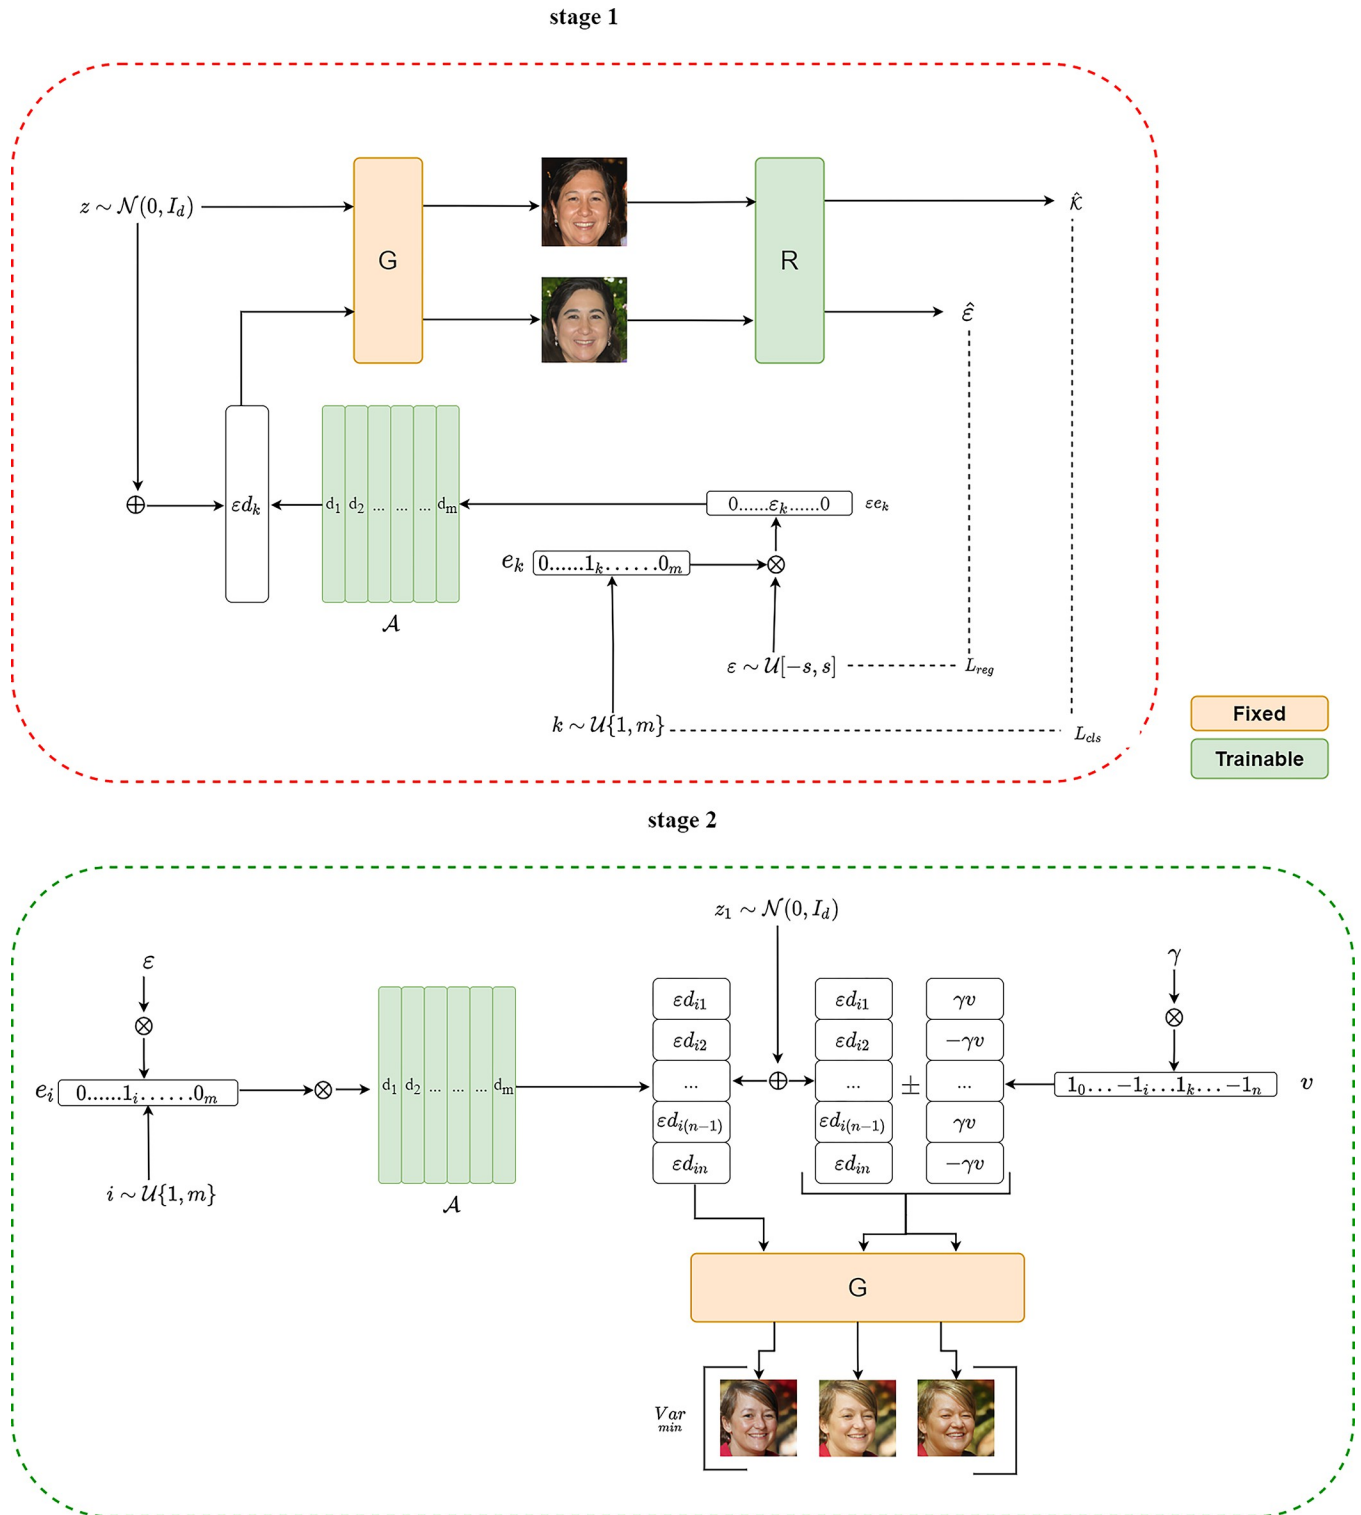 stage 1
z ∼ 𝒩(0, I_d)
G
R
𝒦̂
ε̂
εd_k
d_1 d_2 ... ... ... d_m
0......ε_k......0 εe_k
e_k 0......1_k......0_m
𝒜
ε ∼ 𝒰[−s, s]
L_reg
k ∼ 𝒰{1, m}
L_cls
Fixed
Trainable
stage 2
z_1 ∼ 𝒩(0, I_d)
ε
γ
εd_i1 εd_i1 γv
εd_i2 εd_i2 −γv
e_i 0......1_i......0_m
d_1 d_2 ... ... ... d_m
... ... ± ...
1_0...−1_i...1_k...−1_n v
εd_i(n−1) εd_i(n−1) γv
εd_in εd_in −γv
i ∼ 𝒰{1, m}
𝒜
G
Var
min